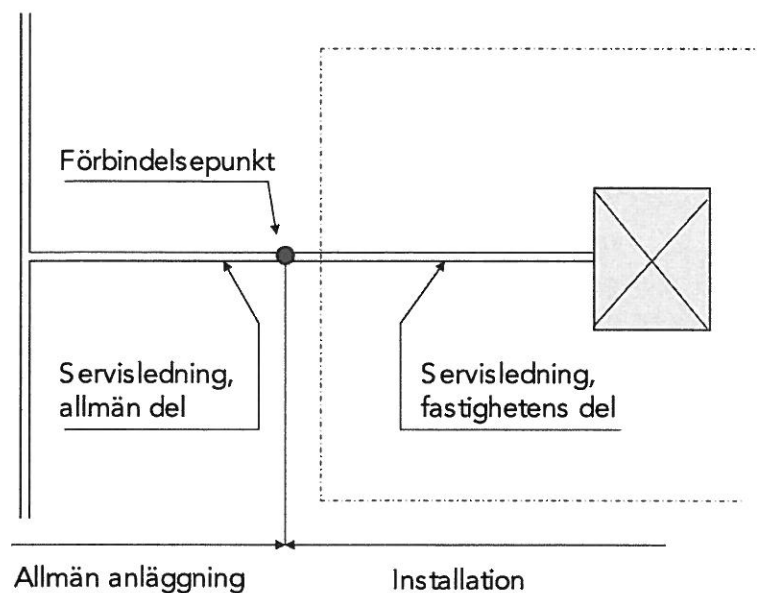 Förbindelsepunkt
Servisledning,
allmän del
Servisledning,
fastighetens del
Allmän anläggning
Installation